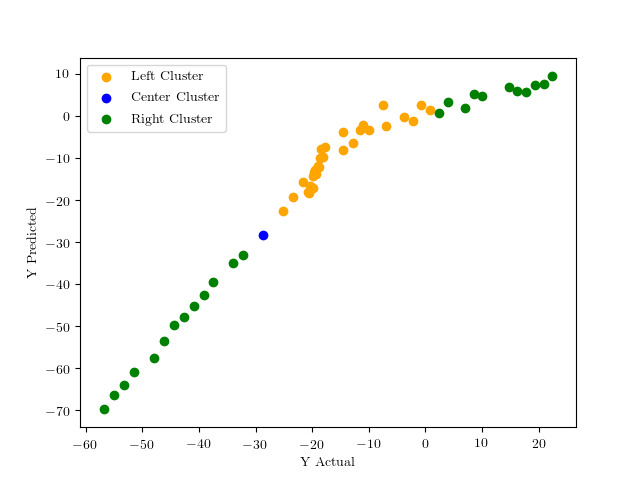 Left Cluster
Center Cluster
Right Cluster
10
0
−10
−20
−30
−40
−50
−60
−70
Y Predicted
−60 −50 −40 −30 −20 −10 0 10 20
Y Actual